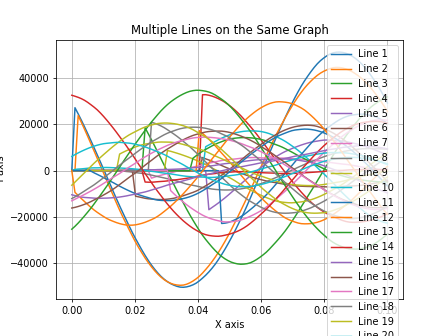 Multiple Lines on the Same Graph
40000
20000
0
−20000
−40000
0.00
0.02
0.04
0.06
X axis
Line 1
Line 2
Line 3
Line 4
Line 5
Line 6
Line 7
Line 8
Line 9
Line 10
Line 11
Line 12
Line 13
Line 14
Line 15
Line 16
Line 17
Line 18
Line 19